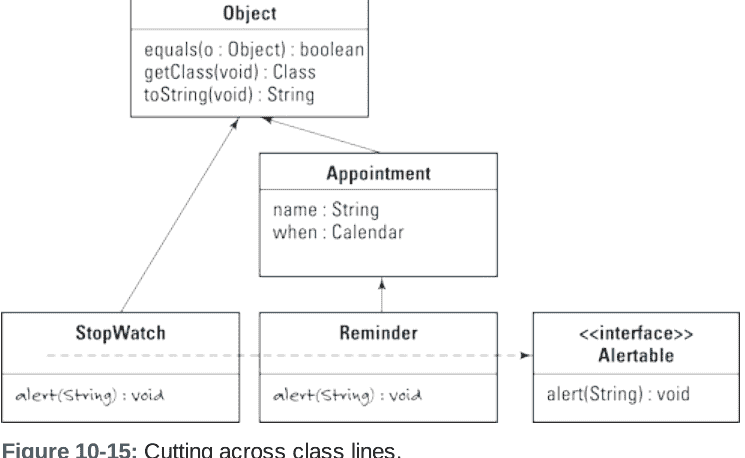 Object
equals(o : Object) : boolean
getClass(void) : Class
toString(void) : String
Appointment
name : String
when : Calendar
StopWatch
alert(String) : void
Reminder
alert(String) : void
<<interface>>
Alertable
alert(String) : void
Figure 10-15: Cutting across class lines.